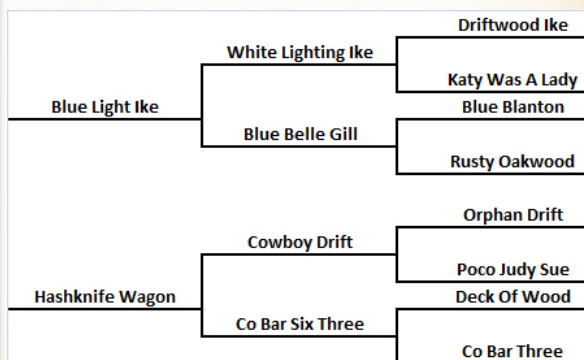 Driftwood Ike
White Lighting Ike
Katy Was A Lady
Blue Light Ike
Blue Blanton
Blue Belle Gill
Rusty Oakwood
Orphan Drift
Cowboy Drift
Poco Judy Sue
Hashknife Wagon
Deck Of Wood
Co Bar Six Three
Co Bar Three